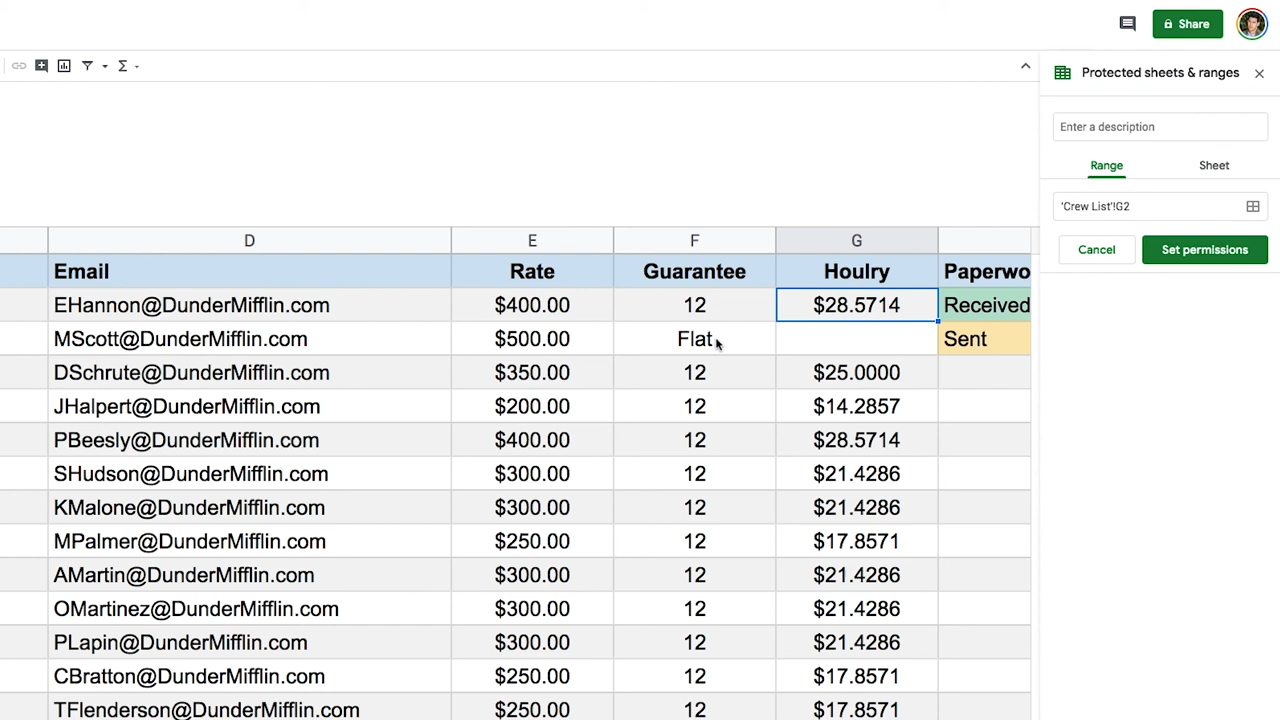 Share
Protected sheets & ranges
Enter a description
Range Sheet
'Crew List'!G2
Cancel Set permissions
D E F G
Email Rate Guarantee Houlry Paperwo
EHannon@DunderMifflin.com $400.00 12 $28.5714 Received
MScott@DunderMifflin.com $500.00 Flat Sent
DSchrute@DunderMifflin.com $350.00 12 $25.0000
JHalpert@DunderMifflin.com $200.00 12 $14.2857
PBeesly@DunderMifflin.com $400.00 12 $28.5714
SHudson@DunderMifflin.com $300.00 12 $21.4286
KMalone@DunderMifflin.com $300.00 12 $21.4286
MPalmer@DunderMifflin.com $250.00 12 $17.8571
AMartin@DunderMifflin.com $300.00 12 $21.4286
OMartinez@DunderMifflin.com $300.00 12 $21.4286
PLapin@DunderMifflin.com $300.00 12 $21.4286
CBratton@DunderMifflin.com $250.00 12 $17.8571
TFlenderson@DunderMifflin.com $250.00 12 $17.8571